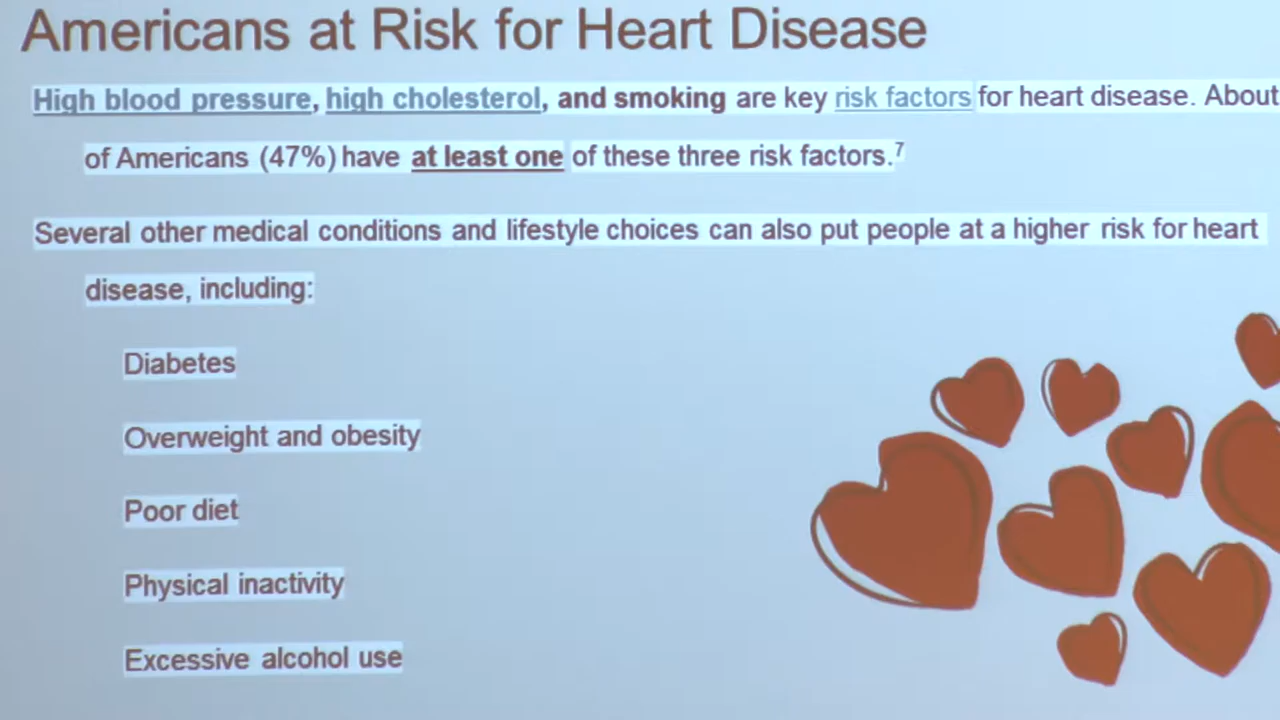 Americans at Risk for Heart Disease
High blood pressure, high cholesterol, and smoking are key risk factors for heart disease. About
of Americans (47%) have at least one of these three risk factors.7
Several other medical conditions and lifestyle choices can also put people at a higher risk for heart
disease, including:
Diabetes
Overweight and obesity
Poor diet
Physical inactivity
Excessive alcohol use